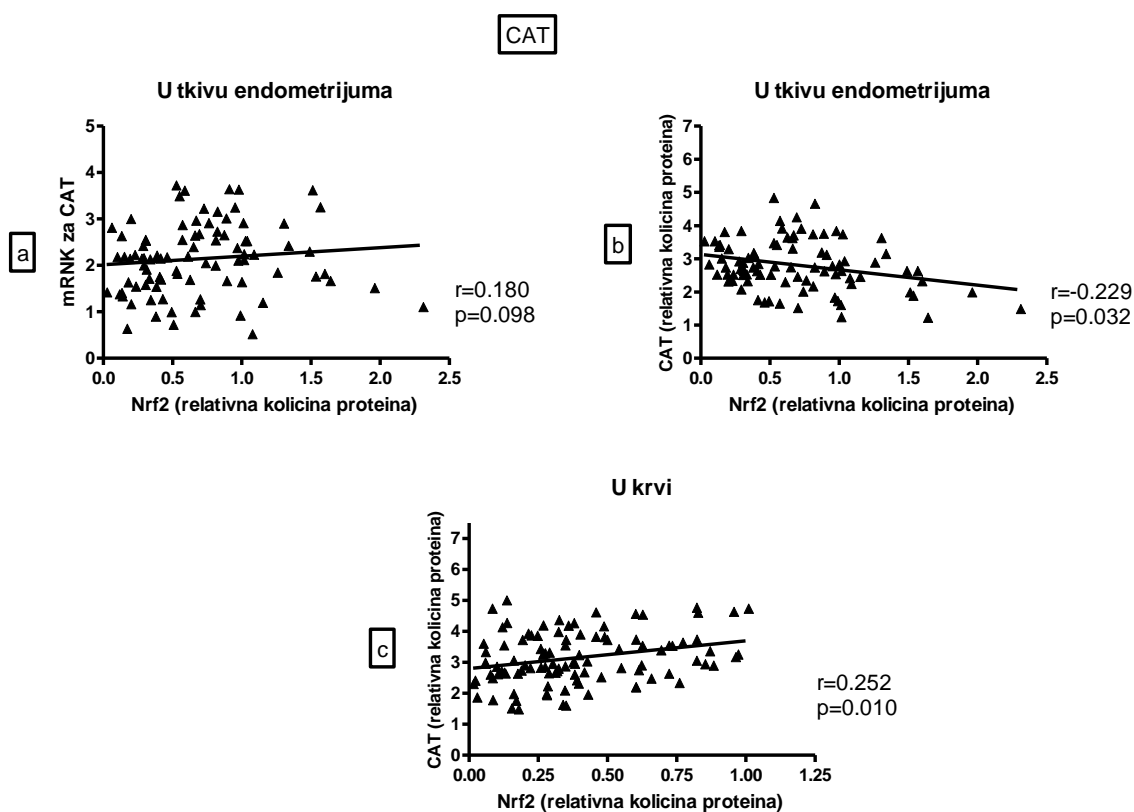 CAT
U tkivu endometrijuma
a
mRNK za CAT
5
4
3
2
1
0
0.0 0.5 1.0 1.5 2.0 2.5
Nrf2 (relativna kolicina proteina)
r=0.180
p=0.098
U tkivu endometrijuma
b
CAT (relativna kolicina proteina)
7
6
5
4
3
2
1
0
0.0 0.5 1.0 1.5 2.0 2.5
Nrf2 (relativna kolicina proteina)
r=-0.229
p=0.032
U krvi
c
CAT (relativna kolicina proteina)
7
6
5
4
3
2
1
0
0.00 0.25 0.50 0.75 1.00 1.25
Nrf2 (relativna kolicina proteina)
r=0.252
p=0.010